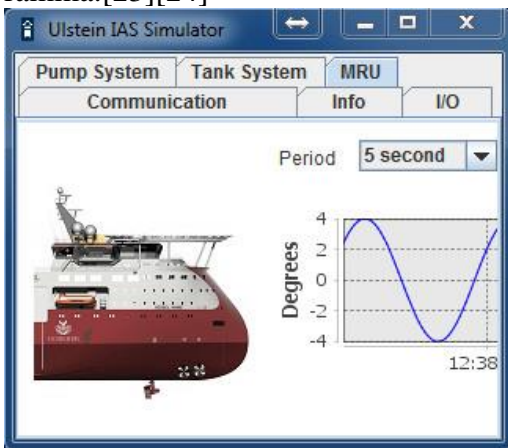 Ulstein IAS Simulator
Pump System Tank System MRU
Communication Info I/O
Period 5 second
4
2
0
-2
-4
Degrees
12:38